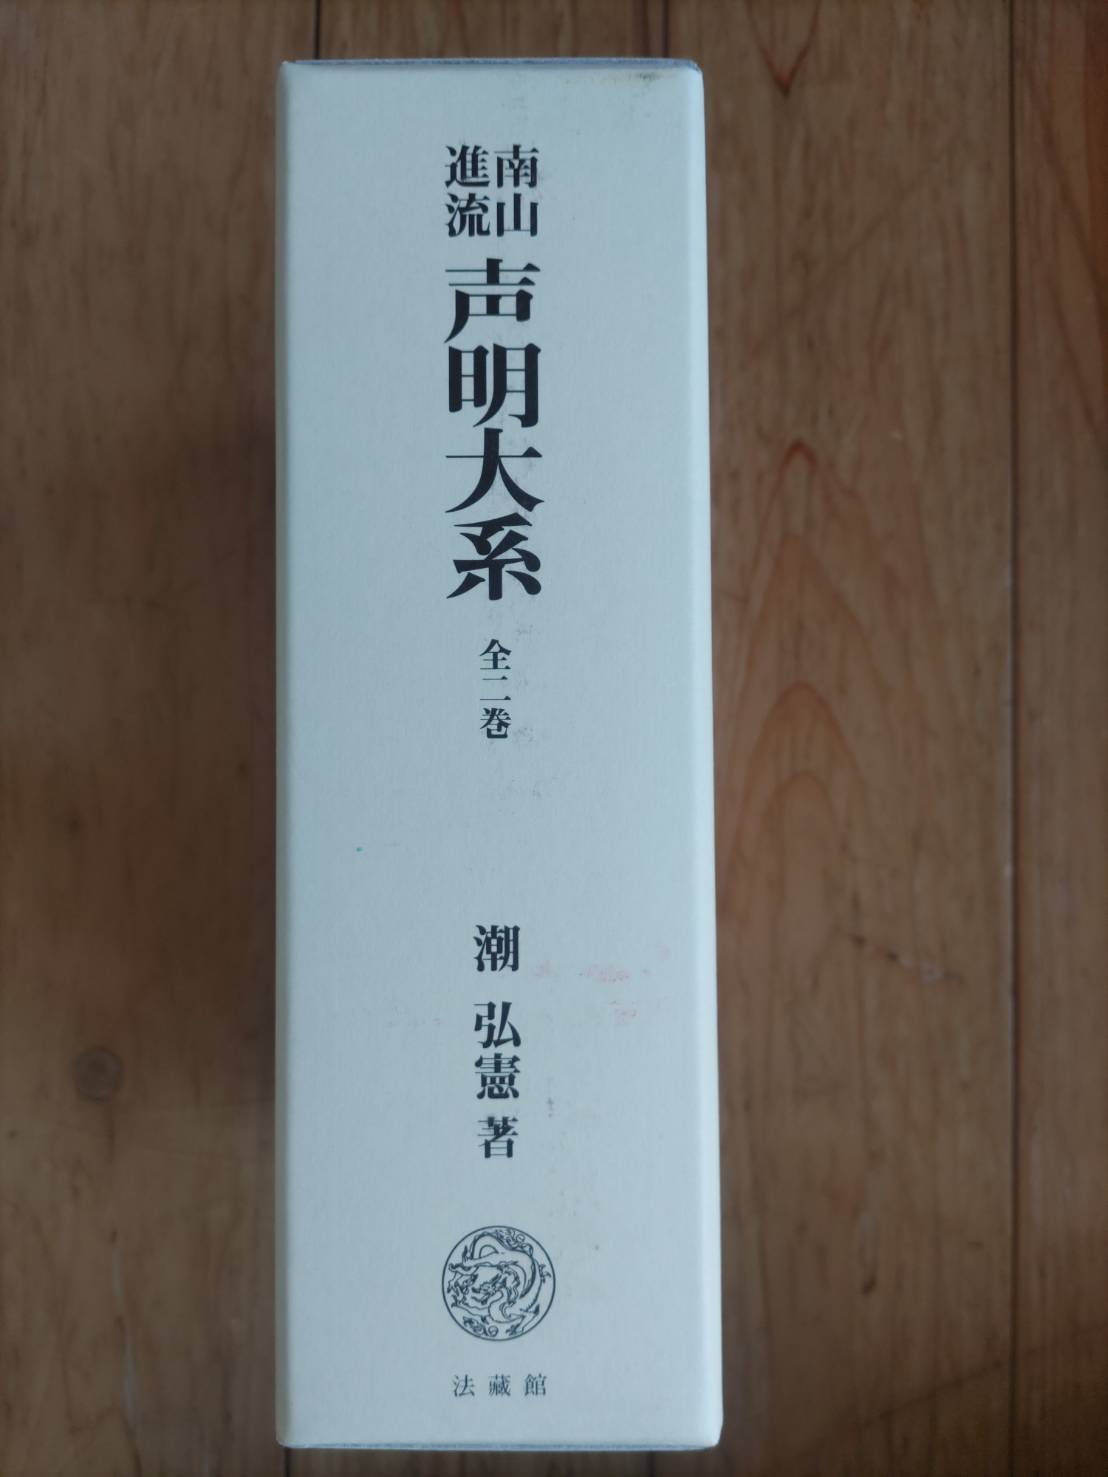 南山
進流
声明大系
全二巻
潮 弘憲 著
法藏館